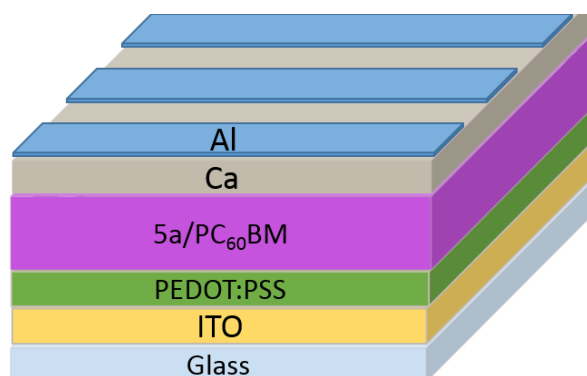 Al
Ca
5a/PC₆₀BM
PEDOT:PSS
ITO
Glass